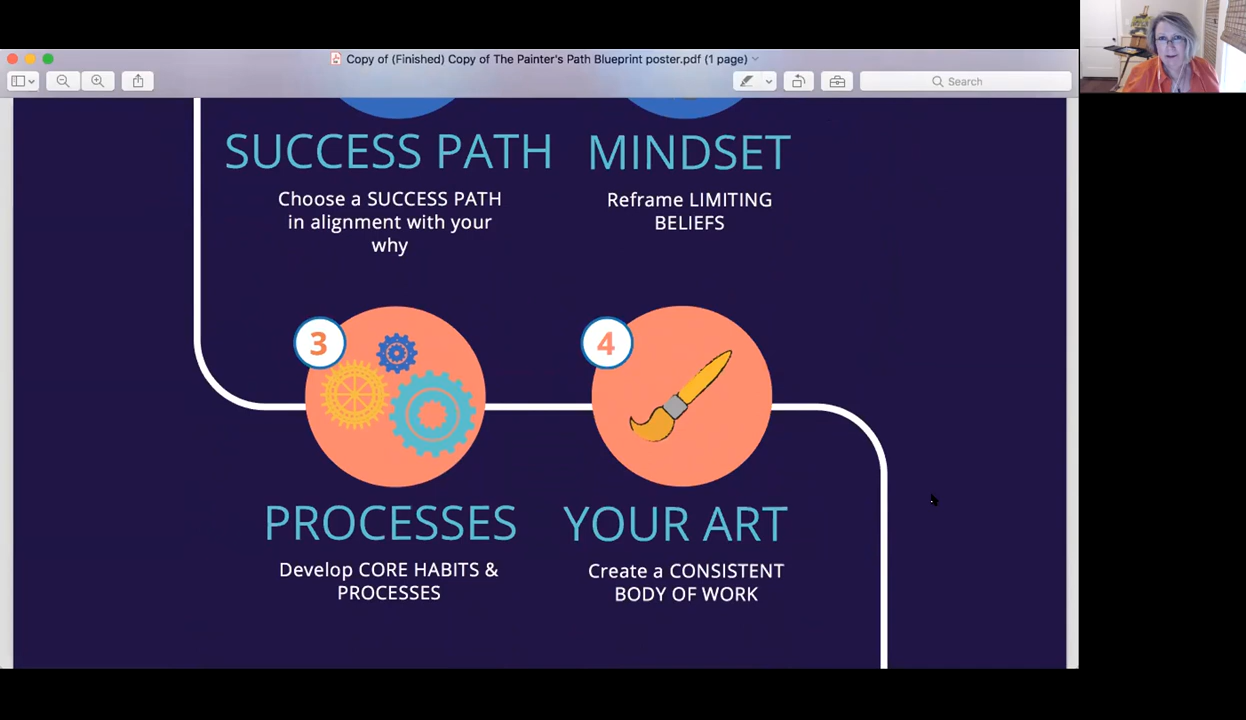 Copy of (Finished) Copy of The Painter's Path Blueprint poster.pdf (1 page)
Search
SUCCESS PATH
Choose a SUCCESS PATH
in alignment with your
why
MINDSET
Reframe LIMITING
BELIEFS
3
PROCESSES
Develop CORE HABITS &
PROCESSES
4
YOUR ART
Create a CONSISTENT
BODY OF WORK